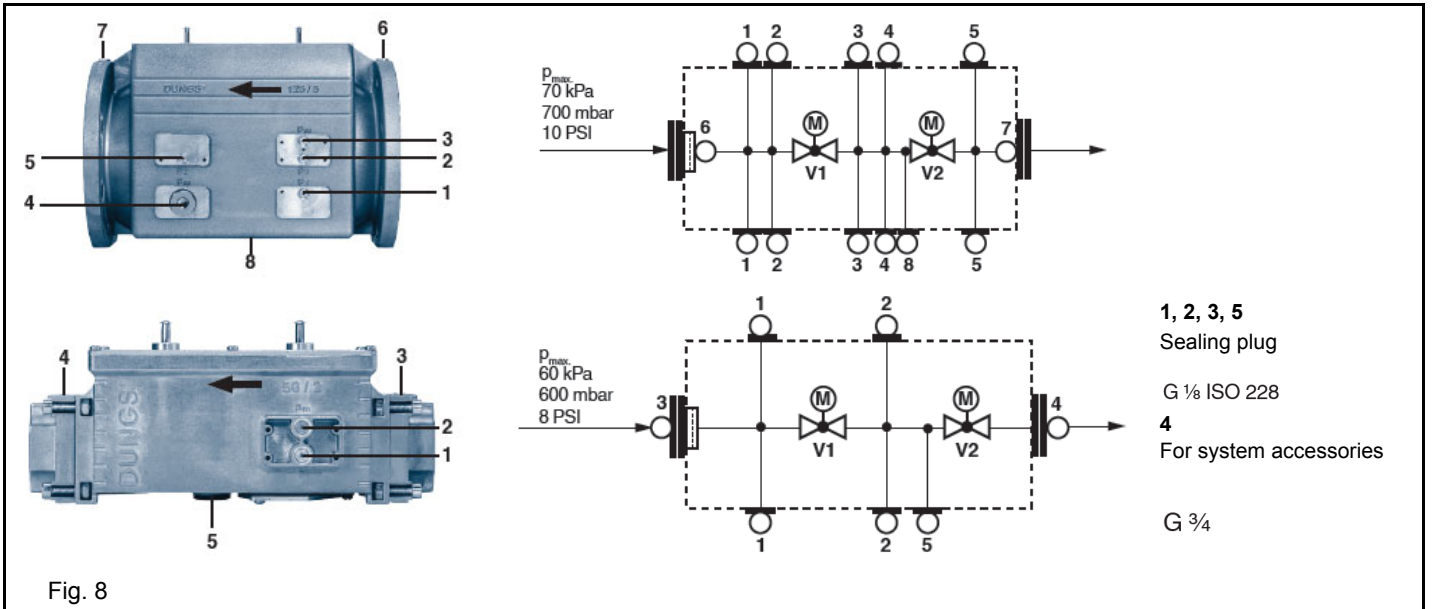 7
6
DUNGS
125 / 5
3
2
5
1
4
8
1 2 3 4 5
pmax.
70 kPa
700 mbar
10 PSI
6
M
M
7
V1
V2
1 2 3 4 8 5
4
3
50 / 2
DUNGS
2
1
5
1 2
pmax.
60 kPa
600 mbar
8 PSI
3
M
M
4
V1
V2
1 2 5
1, 2, 3, 5
Sealing plug
G ⅛ ISO 228
4
For system accessories
G ¾
Fig. 8